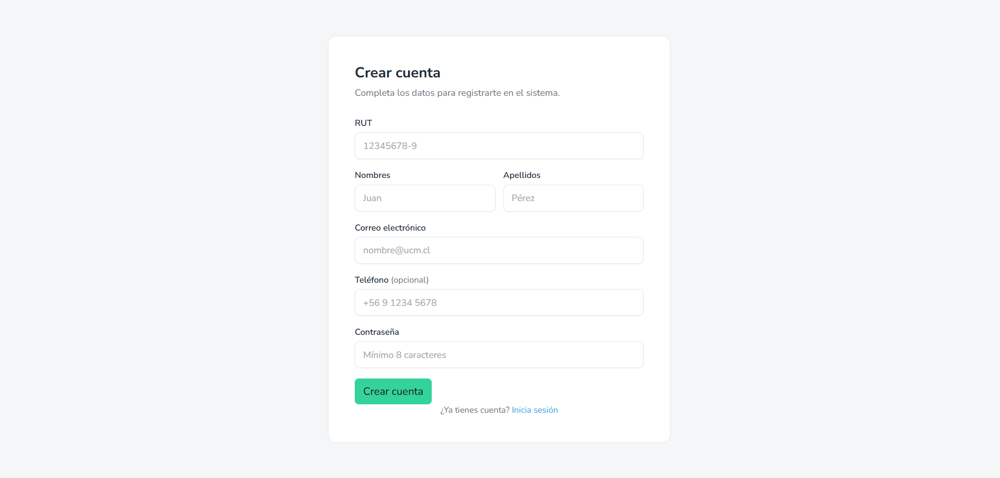 Crear cuenta
Completa los datos para registrarte en el sistema.
RUT
12345678-9
Nombres Apellidos
Juan Pérez
Correo electrónico
nombre@ucm.cl
Teléfono (opcional)
+56 9 1234 5678
Contraseña
Mínimo 8 caracteres
Crear cuenta
¿Ya tienes cuenta? Inicia sesión